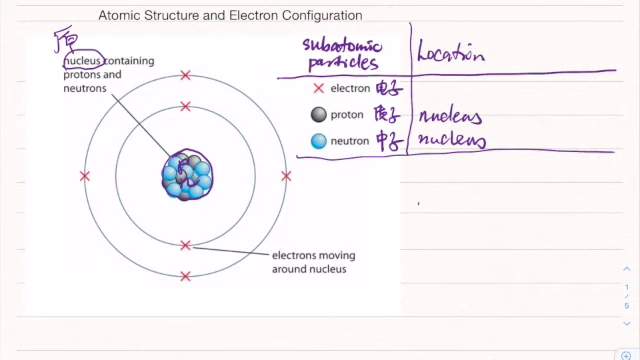 Atomic Structure and Electron Configuration
原
nucleus containing
protons and
neutrons
subatomic
particles
Location
electron 电子
proton 质子 nucleus
neutron 中子 nucleus
electrons moving
around nucleus
1
/
5